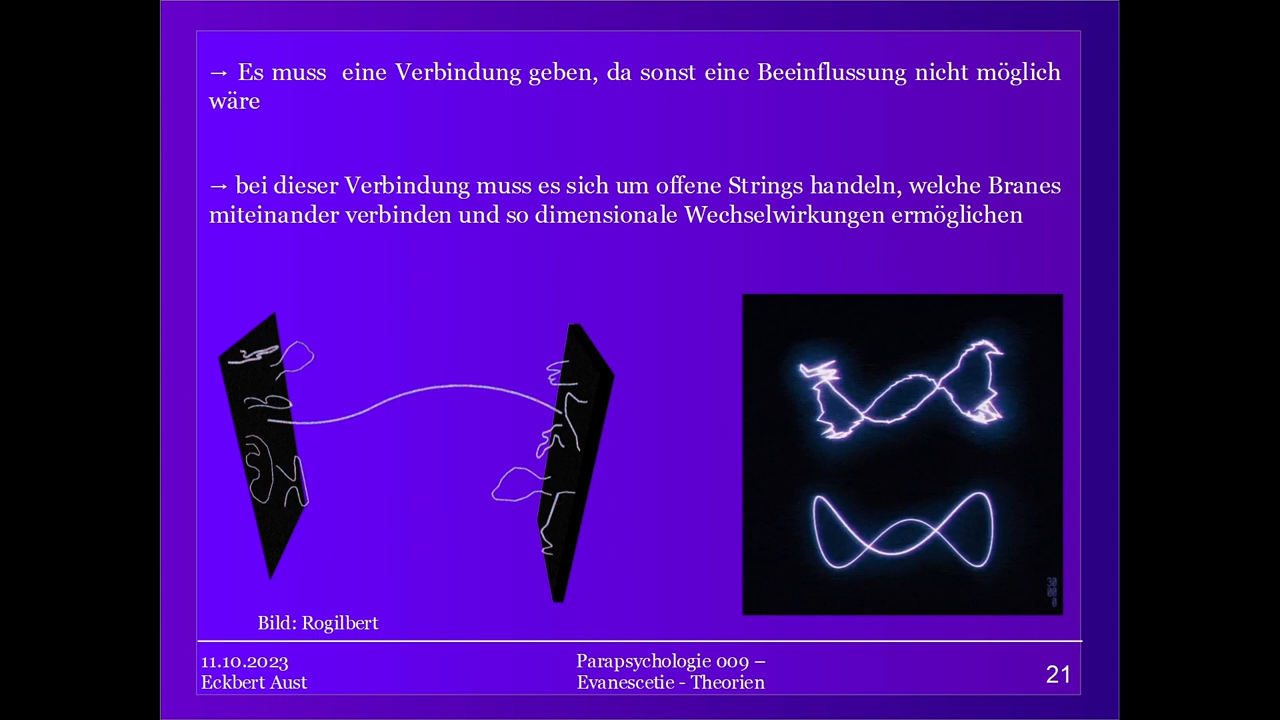 → Es muss eine Verbindung geben, da sonst eine Beeinflussung nicht möglich
wäre
→ bei dieser Verbindung muss es sich um offene Strings handeln, welche Branes
miteinander verbinden und so dimensionale Wechselwirkungen ermöglichen
Bild: Rogilbert
11.10.2023
Eckbert Aust
Parapsychologie 009 –
Evanescetie - Theorien
21